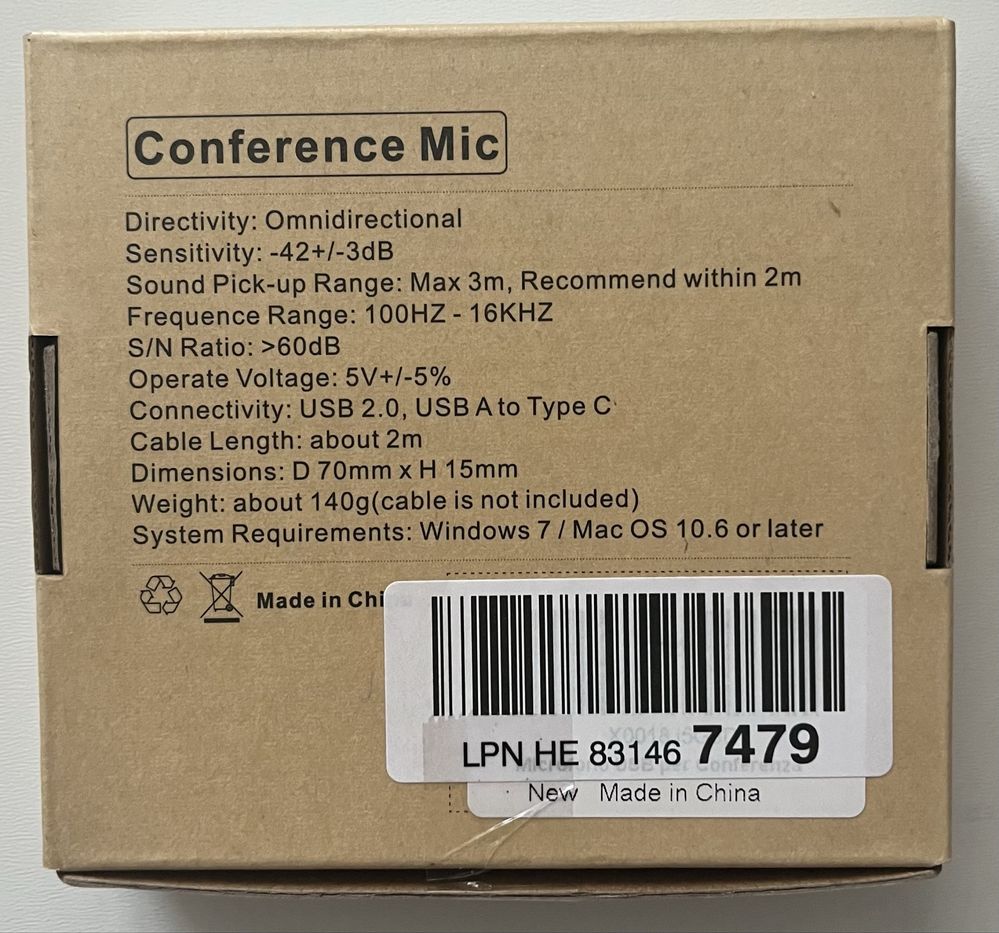 Conference Mic
Directivity: Omnidirectional
Sensitivity: -42+/-3dB
Sound Pick-up Range: Max 3m, Recommend within 2m
Frequence Range: 100HZ - 16KHZ
S/N Ratio: >60dB
Operate Voltage: 5V+/-5%
Connectivity: USB 2.0, USB A to Type C
Cable Length: about 2m
Dimensions: D 70mm x H 15mm
Weight: about 140g(cable is not included)
System Requirements: Windows 7 / Mac OS 10.6 or later
Made in Chi
LPN HE 83146 7479
New Made in China